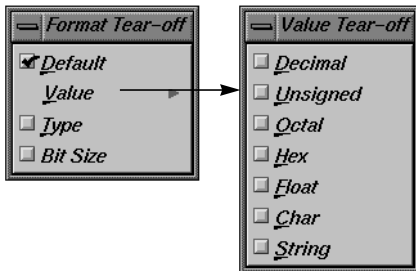 Format Tear-off
Default
Value
Type
Bit Size
Value Tear-off
Decimal
Unsigned
Octal
Hex
Float
Char
String